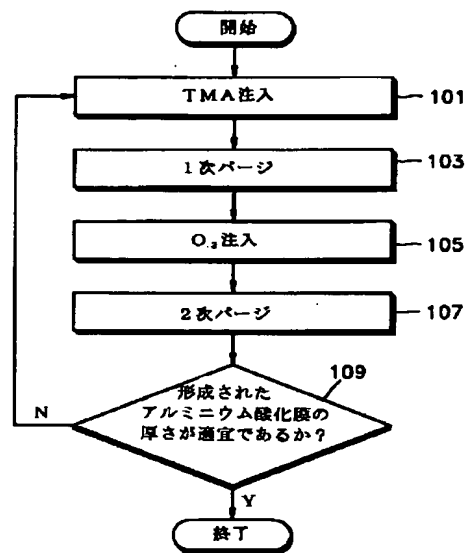 開始
TMA注入
101
1次パージ
103
O₃注入
105
2次パージ
107
109
形成された
アルミニウム酸化膜の
厚さが適宜であるか?
N
Y
終了